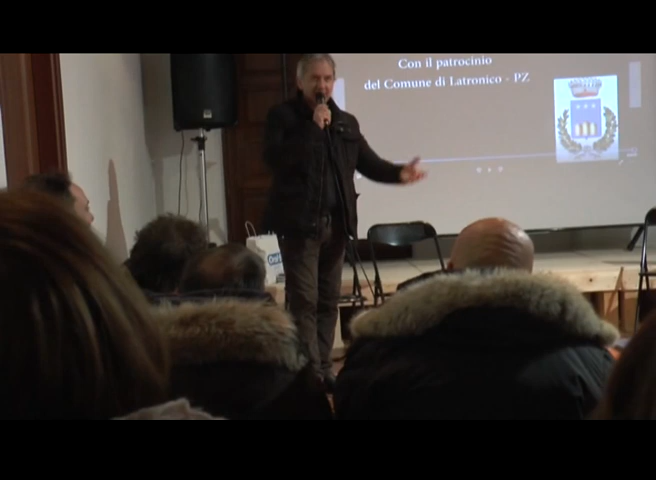 Con il patrocinio
del Comune di Latronico - PZ